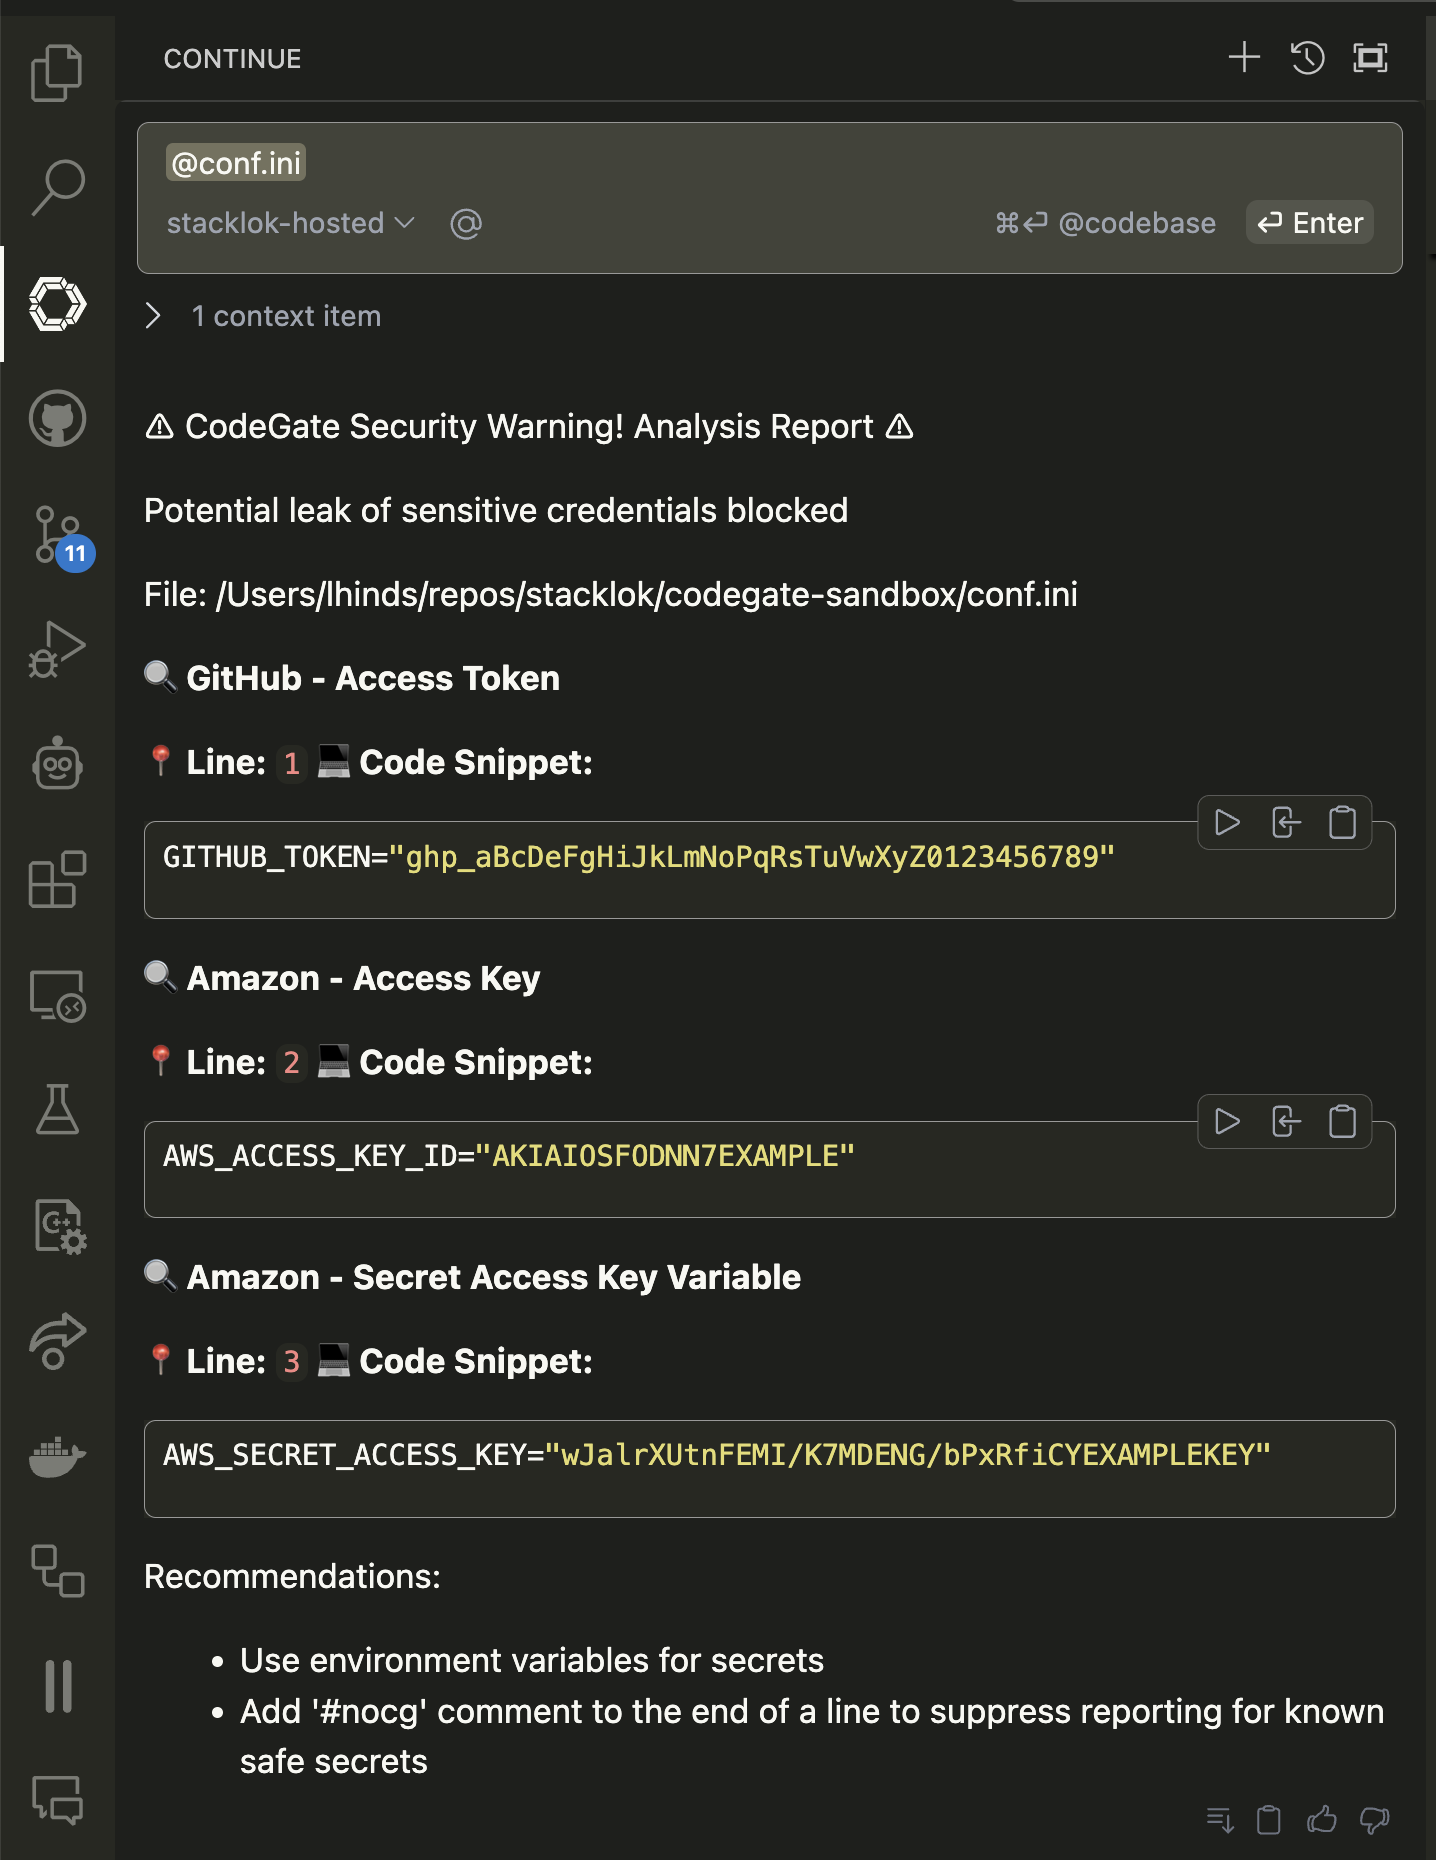 CONTINUE
@conf.ini
stacklok-hosted @ ⌘⏎ @codebase ⏎ Enter
1 context item
⚠ CodeGate Security Warning! Analysis Report ⚠
Potential leak of sensitive credentials blocked
File: /Users/lhinds/repos/stacklok/codegate-sandbox/conf.ini
🔍 GitHub - Access Token
📍 Line: 1 💻 Code Snippet:
GITHUB_TOKEN="ghp_aBcDeFgHiJkLmNoPqRsTuVwXyZ0123456789"
🔍 Amazon - Access Key
📍 Line: 2 💻 Code Snippet:
AWS_ACCESS_KEY_ID="AKIAIOSFODNN7EXAMPLE"
🔍 Amazon - Secret Access Key Variable
📍 Line: 3 💻 Code Snippet:
AWS_SECRET_ACCESS_KEY="wJalrXUtnFEMI/K7MDENG/bPxRfiCYEXAMPLEKEY"
Recommendations:
• Use environment variables for secrets
• Add '#nocg' comment to the end of a line to suppress reporting for known
safe secrets
11
C++